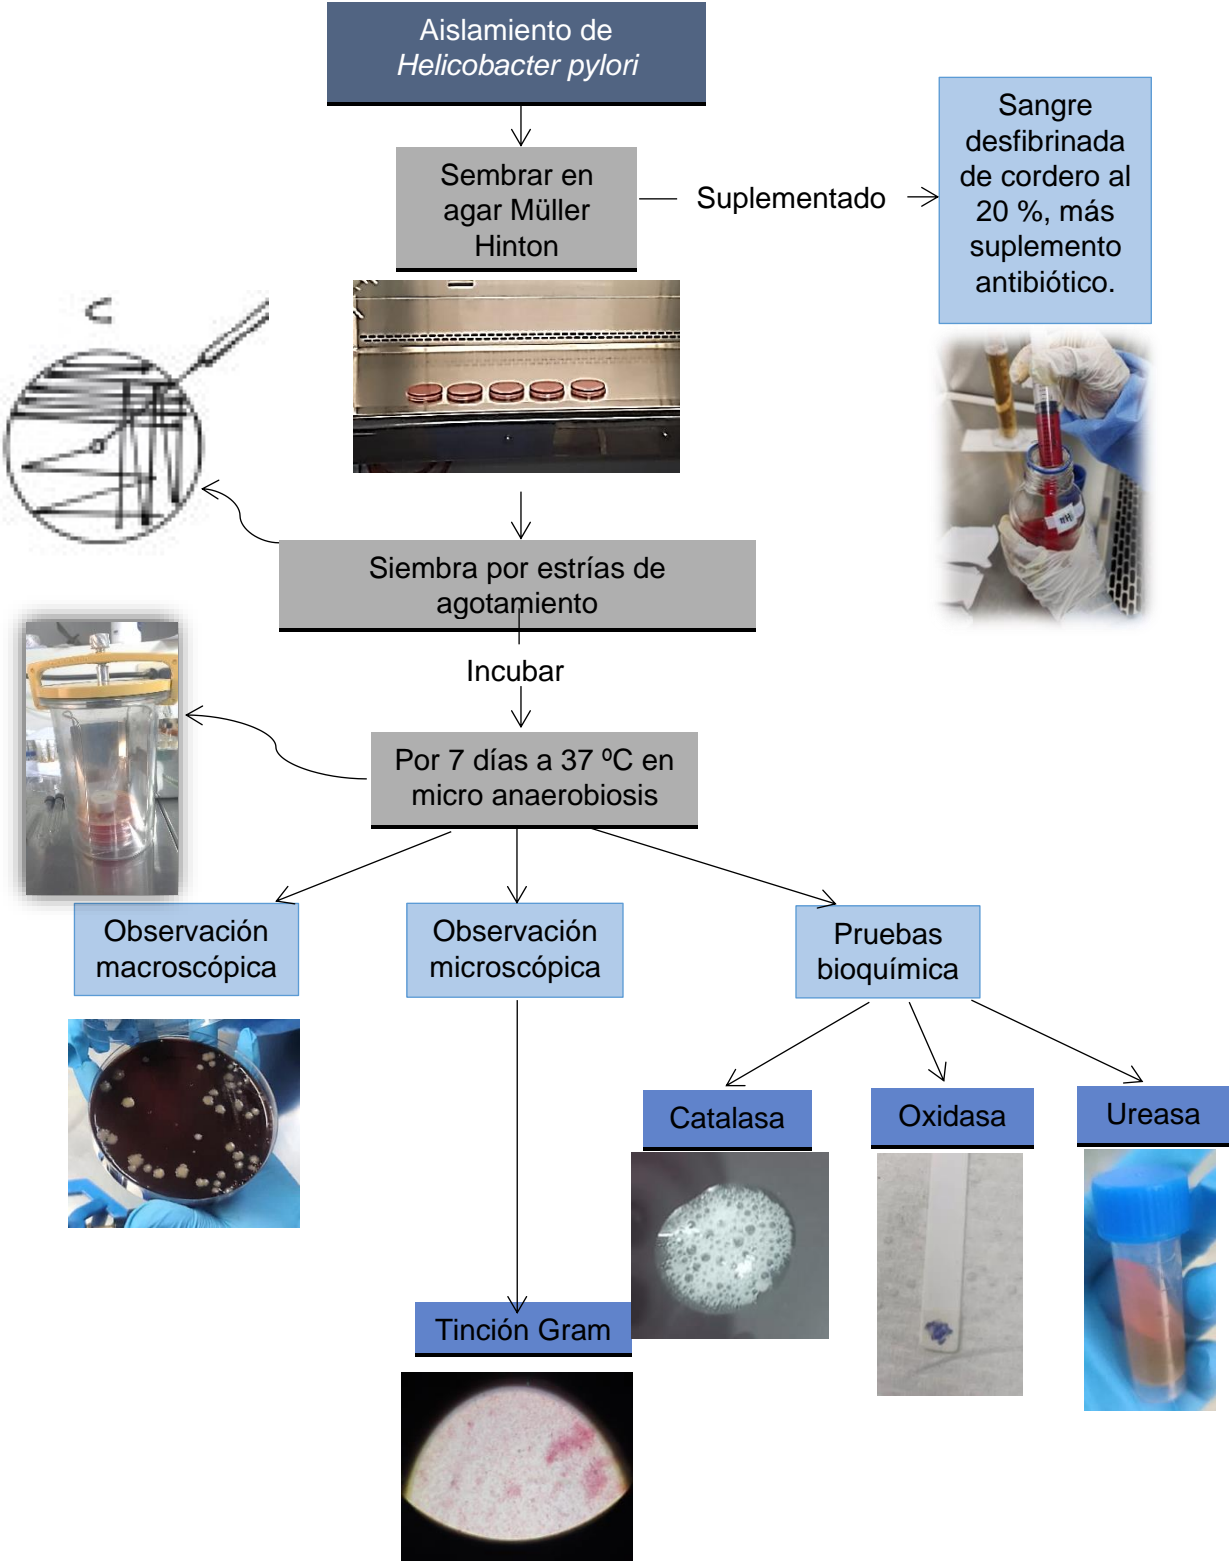 Aislamiento de
Helicobacter pylori
Sembrar en
agar Müller
Hinton
Suplementado
Sangre
desfibrinada
de cordero al
20 %, más
suplemento
antibiótico.
Siembra por estrías de
agotamiento
Incubar
Por 7 días a 37 ºC en
micro anaerobiosis
Observación
macroscópica
Observación
microscópica
Pruebas
bioquímica
Catalasa
Oxidasa
Ureasa
Tinción Gram